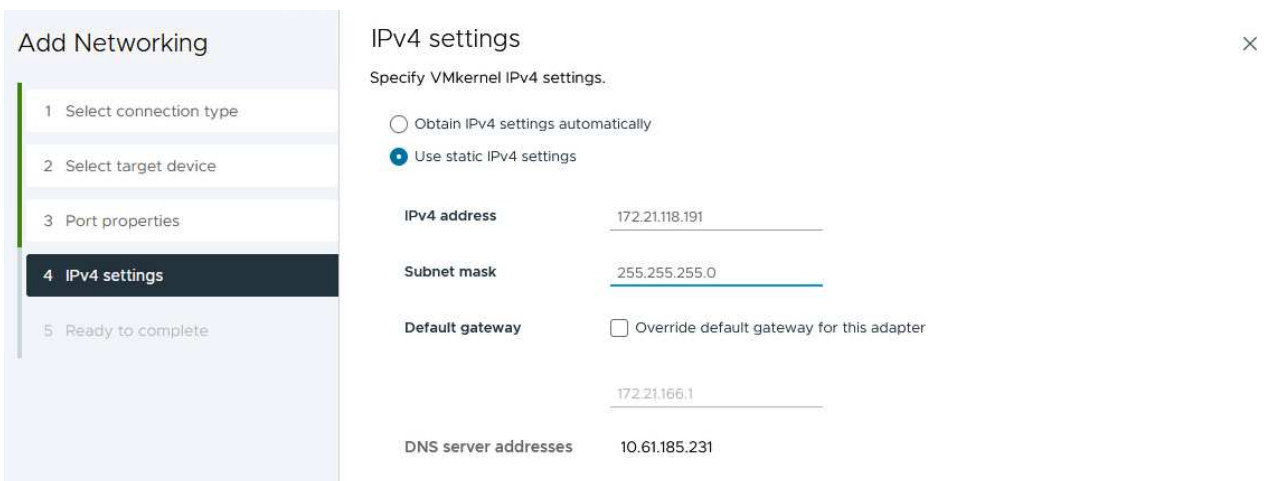 Add Networking
1 Select connection type
2 Select target device
3 Port properties
4 IPv4 settings
5 Ready to complete
IPv4 settings
Specify VMkernel IPv4 settings.
Obtain IPv4 settings automatically
Use static IPv4 settings
IPv4 address 172.21.118.191
Subnet mask 255.255.255.0
Default gateway Override default gateway for this adapter
172.21.166.1
DNS server addresses 10.61.185.231